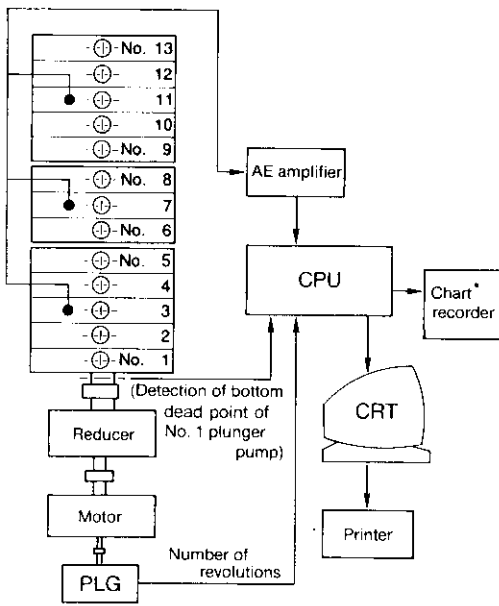 No. 13
12
11
10
No. 9
No. 8
7
No. 6
No. 5
4
3
2
No. 1
AE amplifier
CPU
Chart*
recorder
(Detection of bottom
dead point of
No. 1 plunger
pump)
CRT
Reducer
Motor
Printer
Number of
revolutions
PLG